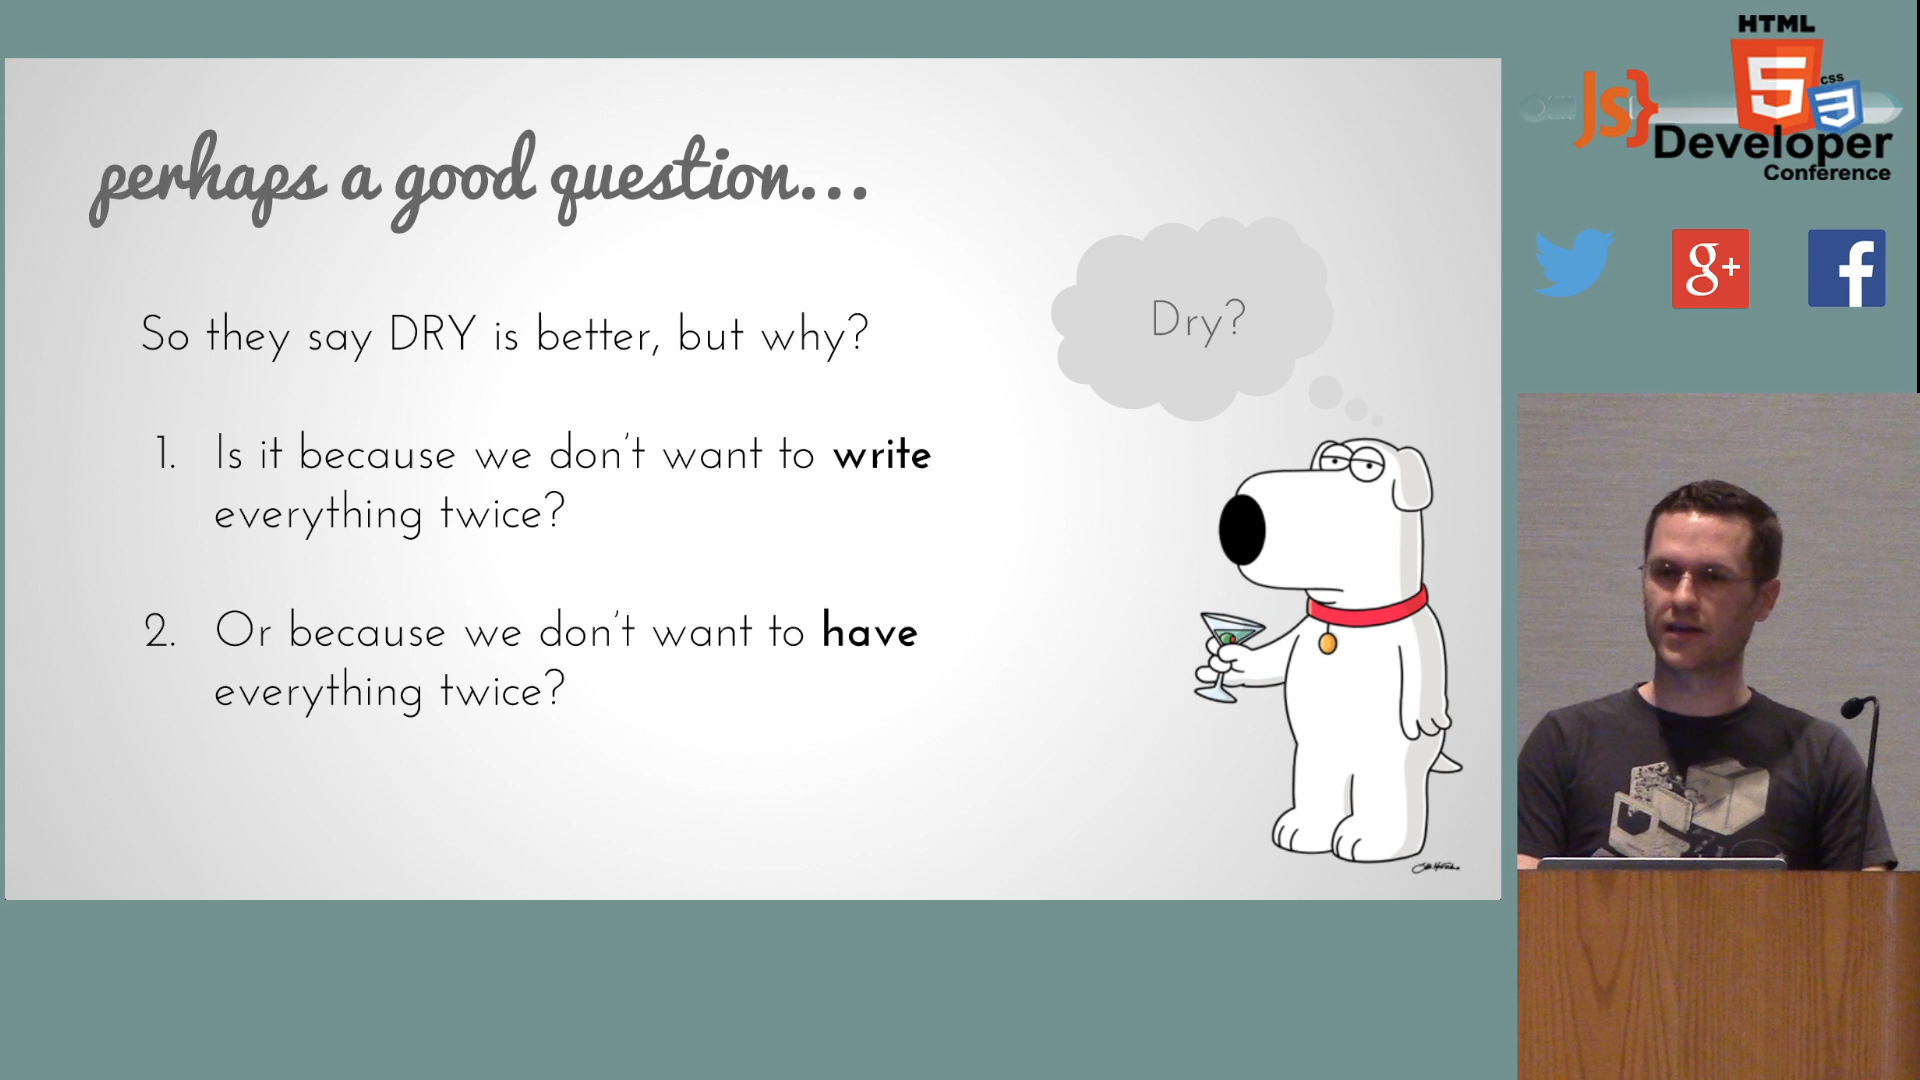 perhaps a good question...
So they say DRY is better, but why?
1. Is it because we don't want to write
everything twice?
2. Or because we don't want to have
everything twice?
Dry?
HTML
5
CSS
3
JS}
Developer
Conference
g+
f